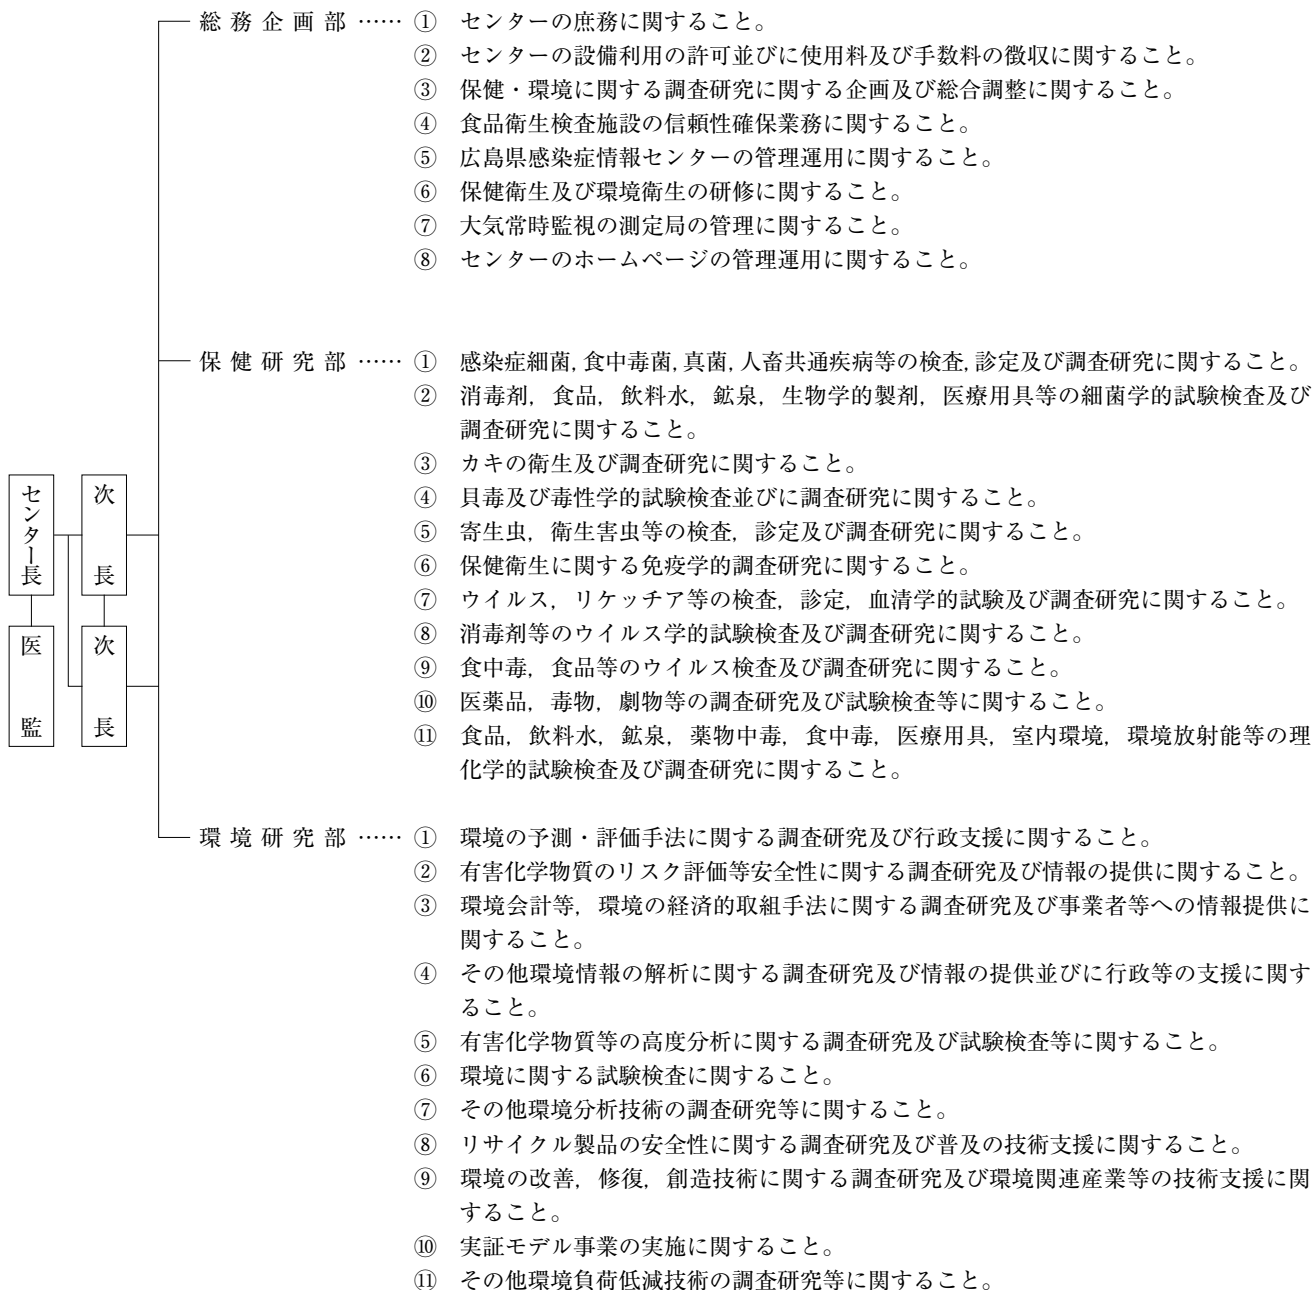 総務企画部 …… ① センターの庶務に関すること。
② センターの設備利用の許可並びに使用料及び手数料の徴収に関すること。
③ 保健・環境に関する調査研究に関する企画及び総合調整に関すること。
④ 食品衛生検査施設の信頼性確保業務に関すること。
⑤ 広島県感染症情報センターの管理運用に関すること。
⑥ 保健衛生及び環境衛生の研修に関すること。
⑦ 大気常時監視の測定局の管理に関すること。
⑧ センターのホームページの管理運用に関すること。
保健研究部 …… ① 感染症細菌, 食中毒菌, 真菌, 人畜共通疾病等の検査, 診定及び調査研究に関すること。
② 消毒剤，食品，飲料水，鉱泉，生物学的製剤，医療用具等の細菌学的試験検査及び
調査研究に関すること。
③ カキの衛生及び調査研究に関すること。
④ 貝毒及び毒性学的試験検査並びに調査研究に関すること。
⑤ 寄生虫，衛生害虫等の検査，診定及び調査研究に関すること。
⑥ 保健衛生に関する免疫学的調査研究に関すること。
⑦ ウイルス，リケッチア等の検査，診定，血清学的試験及び調査研究に関すること。
⑧ 消毒剤等のウイルス学的試験検査及び調査研究に関すること。
⑨ 食中毒，食品等のウイルス検査及び調査研究に関すること。
⑩ 医薬品，毒物，劇物等の調査研究及び試験検査等に関すること。
⑪ 食品，飲料水，鉱泉，薬物中毒，食中毒，医療用具，室内環境，環境放射能等の理
化学的試験検査及び調査研究に関すること。
センター長
次長
医監
次長
環境研究部 …… ① 環境の予測・評価手法に関する調査研究及び行政支援に関すること。
② 有害化学物質のリスク評価等安全性に関する調査研究及び情報の提供に関すること。
③ 環境会計等，環境の経済的取組手法に関する調査研究及び事業者等への情報提供に
関すること。
④ その他環境情報の解析に関する調査研究及び情報の提供並びに行政等の支援に関す
ること。
⑤ 有害化学物質等の高度分析に関する調査研究及び試験検査等に関すること。
⑥ 環境に関する試験検査に関すること。
⑦ その他環境分析技術の調査研究等に関すること。
⑧ リサイクル製品の安全性に関する調査研究及び普及の技術支援に関すること。
⑨ 環境の改善，修復，創造技術に関する調査研究及び環境関連産業等の技術支援に関
すること。
⑩ 実証モデル事業の実施に関すること。
⑪ その他環境負荷低減技術の調査研究等に関すること。